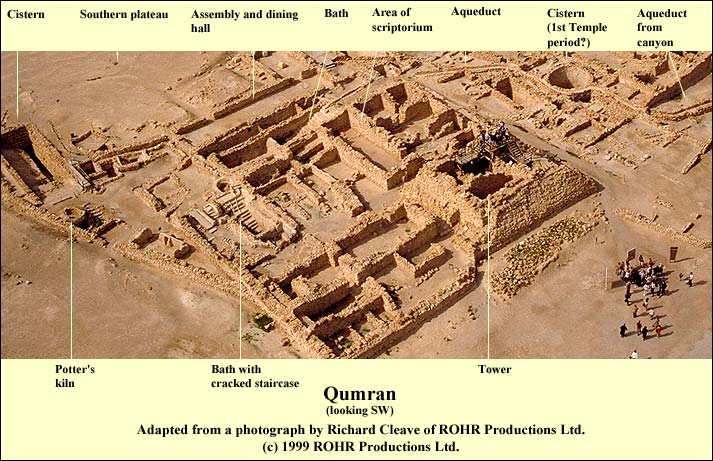 Cistern
Southern plateau
Assembly and dining
hall
Bath
Area of
scriptorium
Aqueduct
Cistern
(1st Temple
period?)
Aqueduct
from
canyon
Potter's
kiln
Bath with
cracked staircase
Tower
Qumran
(looking SW)
Adapted from a photograph by Richard Cleave of ROHR Productions Ltd.
(c) 1999 ROHR Productions Ltd.